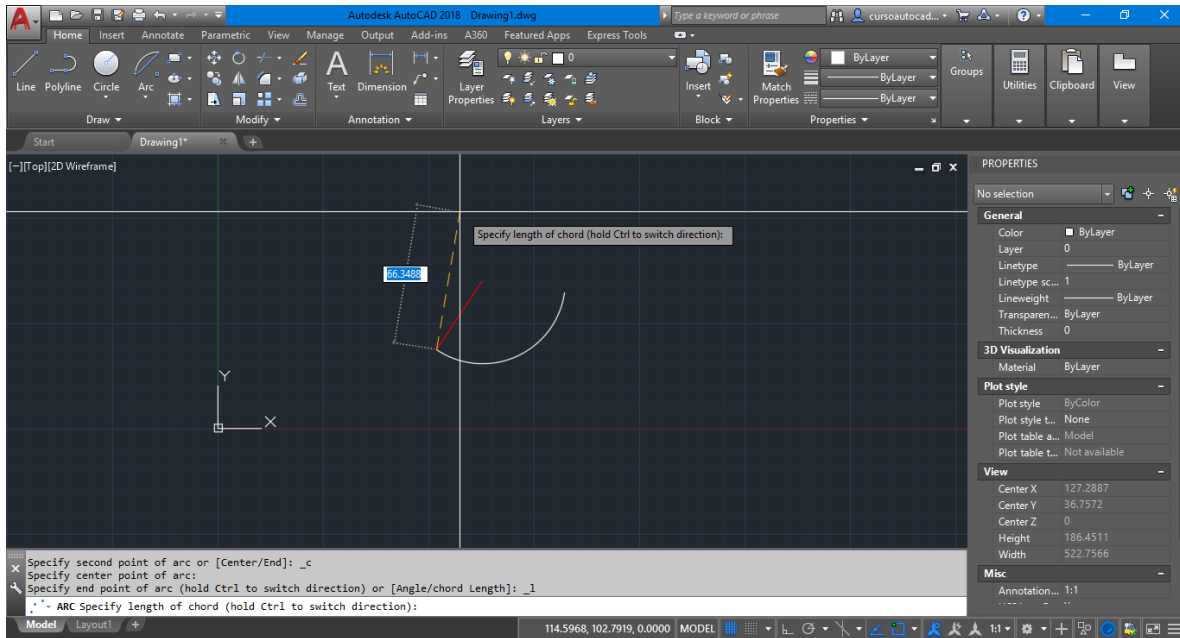 Autodesk AutoCAD 2018 Drawing1.dwg
Type a keyword or phrase
cursoautocad...
Home Insert Annotate Parametric View Manage Output Add-ins A360 Featured Apps Express Tools
Line Polyline Circle Arc
Draw
Modify
Text Dimension
Annotation
Layer Properties
0
Layers
Insert
Block
Match Properties
ByLayer
ByLayer
ByLayer
Properties
Groups
Utilities
Clipboard
View
Start Drawing1* +
[−][Top][2D Wireframe]
Specify length of chord (hold Ctrl to switch direction):
66.3488
Y
X
PROPERTIES
No selection
General
Color ByLayer
Layer 0
Linetype ByLayer
Linetype sc... 1
Lineweight ByLayer
Transparen... ByLayer
Thickness 0
3D Visualization
Material ByLayer
Plot style
Plot style ByColor
Plot style t... None
Plot table a... Model
Plot table t... Not available
View
Center X 127.2887
Center Y 36.7572
Center Z 0
Height 186.4511
Width 522.7566
Misc
Annotation... 1:1
Specify second point of arc or [Center/End]: _c
Specify center point of arc:
Specify end point of arc (hold Ctrl to switch direction) or [Angle/chord Length]: _l
ARC Specify length of chord (hold Ctrl to switch direction):
Model Layout1 +
114.5968, 102.7919, 0.0000 MODEL 1:1